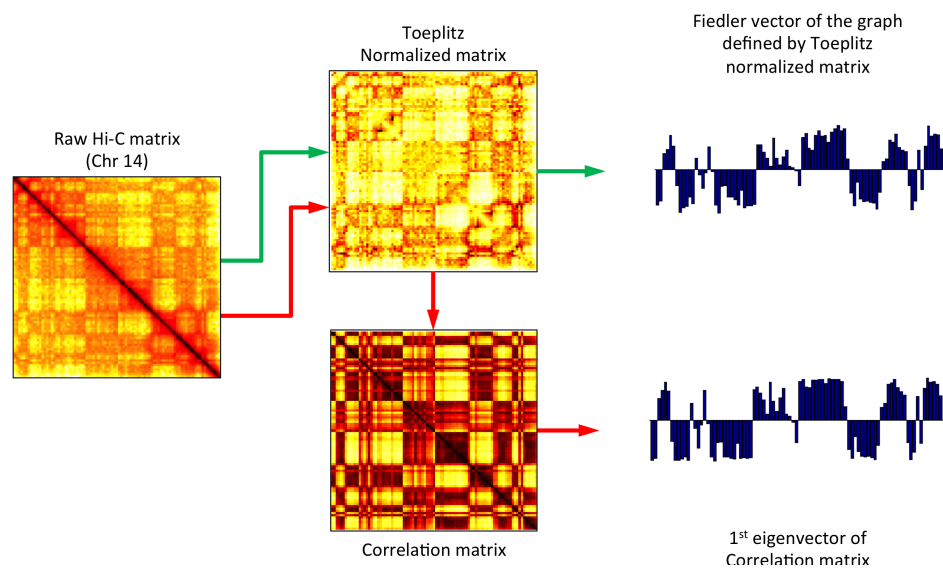 Raw Hi-C matrix
(Chr 14)
Toeplitz
Normalized matrix
Fiedler vector of the graph
defined by Toeplitz
normalized matrix
Correlation matrix
1st eigenvector of
Correlation matrix